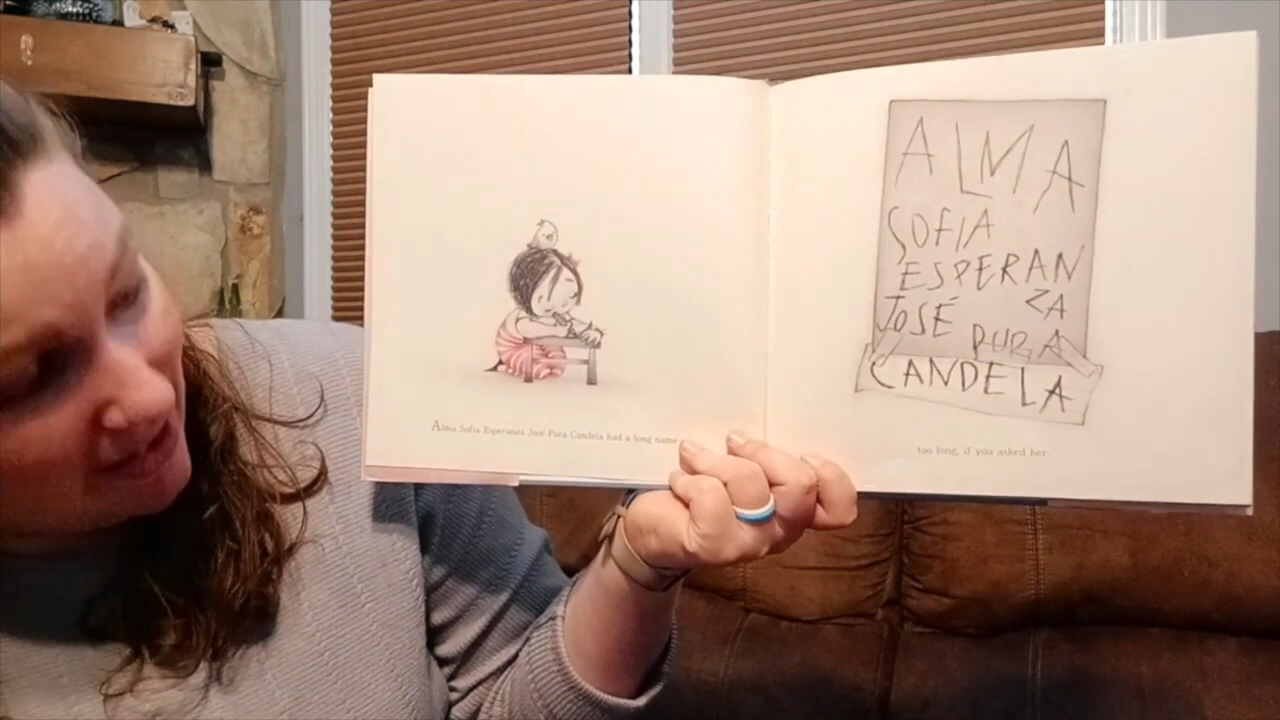 Alma Sofia Esperanza José Pura Candela had a long name
ALMA
SOFIA
ESPERAN
ZA
JOSÉ PURA
CANDELA
too long, if you asked her.